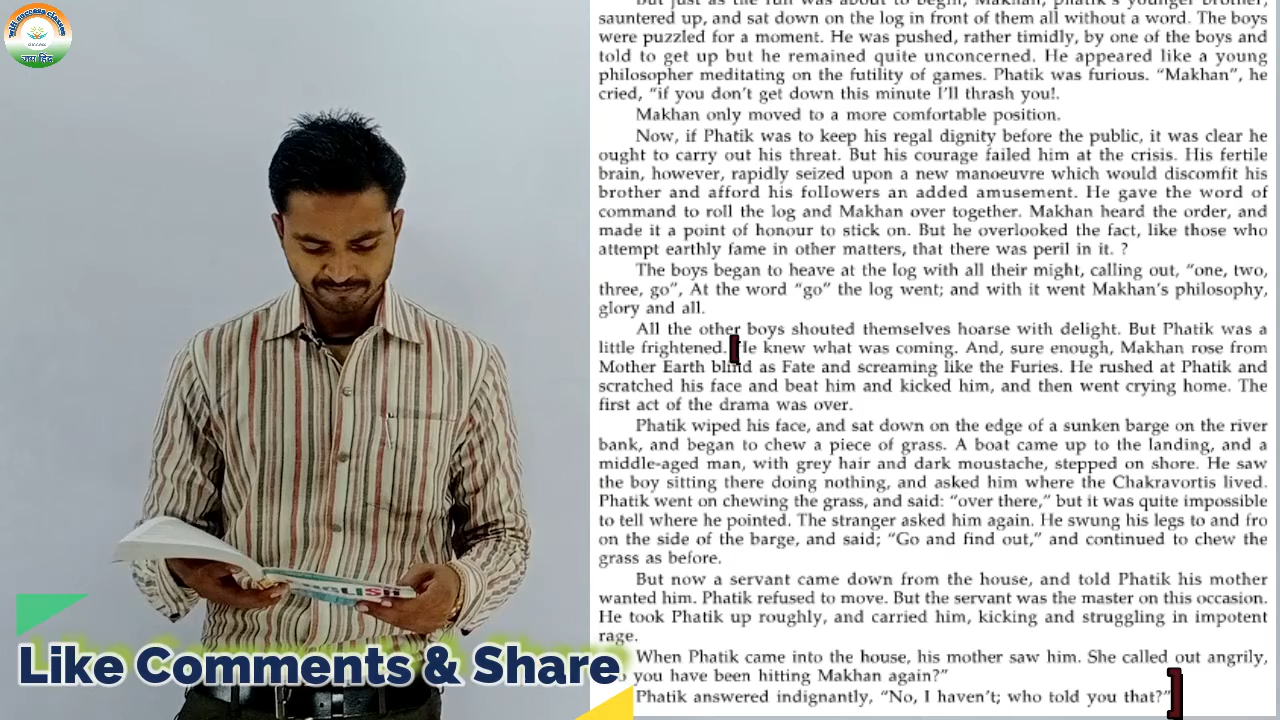 with success classes
SUCCESS
जय हिंद
But just as the fun was about to begin, Makhan, phatik's younger brother,
sauntered up, and sat down on the log in front of them all without a word. The boys
were puzzled for a moment. He was pushed, rather timidly, by one of the boys and
told to get up but he remained quite unconcerned. He appeared like a young
philosopher meditating on the futility of games. Phatik was furious. “Makhan”, he
cried, “if you don't get down this minute I'll thrash you!.
Makhan only moved to a more comfortable position.
Now, if Phatik was to keep his regal dignity before the public, it was clear he
ought to carry out his threat. But his courage failed him at the crisis. His fertile
brain, however, rapidly seized upon a new manoeuvre which would discomfit his
brother and afford his followers an added amusement. He gave the word of
command to roll the log and Makhan over together. Makhan heard the order, and
made it a point of honour to stick on. But he overlooked the fact, like those who
attempt earthly fame in other matters, that there was peril in it. ?
The boys began to heave at the log with all their might, calling out, “one, two,
three, go”, At the word “go” the log went; and with it went Makhan's philosophy,
glory and all.
All the other boys shouted themselves hoarse with delight. But Phatik was a
little frightened. [He knew what was coming. And, sure enough, Makhan rose from
Mother Earth blind as Fate and screaming like the Furies. He rushed at Phatik and
scratched his face and beat him and kicked him, and then went crying home. The
first act of the drama was over.
Phatik wiped his face, and sat down on the edge of a sunken barge on the river
bank, and began to chew a piece of grass. A boat came up to the landing, and a
middle-aged man, with grey hair and dark moustache, stepped on shore. He saw
the boy sitting there doing nothing, and asked him where the Chakravortis lived.
Phatik went on chewing the grass, and said: “over there,” but it was quite impossible
to tell where he pointed. The stranger asked him again. He swung his legs to and fro
on the side of the barge, and said; “Go and find out,” and continued to chew the
grass as before.
But now a servant came down from the house, and told Phatik his mother
wanted him. Phatik refused to move. But the servant was the master on this occasion.
He took Phatik up roughly, and carried him, kicking and struggling in impotent
rage.
When Phatik came into the house, his mother saw him. She called out angrily,
you have been hitting Makhan again?”
Phatik answered indignantly, “No, I haven't; who told you that?”]
Like Comments & Share